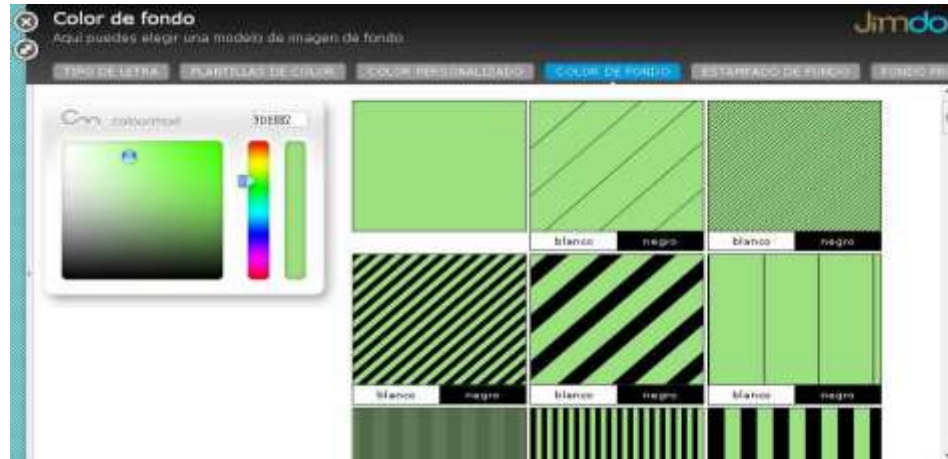 Color de fondo
Jimdo
Aquí puedes elegir una modelo de imagen de fondo
TIPO DE LETRA PLANTILLAS DE COLOR COLOR PERSONALIZADO COLOR DE FONDO ESTAMPADO DE FONDO FONDO
colourmod
blanco negro blanco negro
blanco negro blanco negro blanco negro